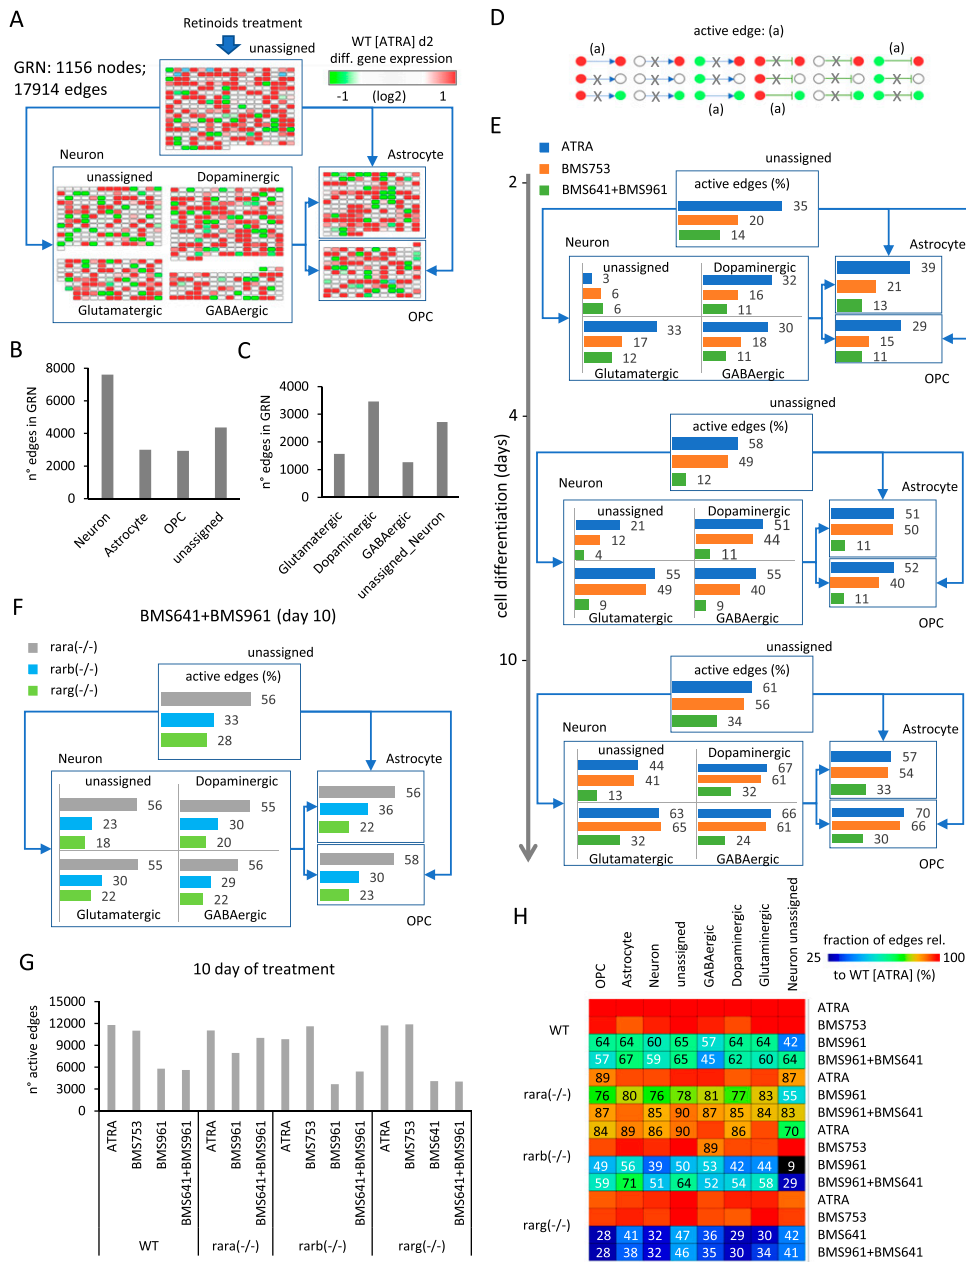 A
Retinoids treatment
unassigned
WT [ATRA] d2
diff. gene expression
-1 (log2) 1
GRN: 1156 nodes;
17914 edges
Neuron
Astrocyte
unassigned Dopaminergic
Glutamatergic GABAergic
OPC
B
n° edges in GRN
8000
6000
4000
2000
0
Neuron
Astrocyte
OPC
unassigned
C
n° edges in GRN
4000
3000
2000
1000
0
Glutamatergic
Dopaminergic
GABAergic
unassigned_Neuron
D
active edge: (a)
(a) (a)
X X X X
X X X X X X
(a) (a)
E
ATRA
BMS753
BMS641+BMS961
cell differentiation (days)
2
unassigned
active edges (%)
35
20
14
Neuron
Astrocyte
unassigned
3
6
6
Dopaminergic
32
16
11
33
17
12
Glutamatergic
30
18
11
GABAergic
39
21
13
29
15
11
OPC
4
unassigned
active edges (%)
58
49
12
Neuron
Astrocyte
unassigned
21
12
4
Dopaminergic
51
44
11
55
49
9
Glutamatergic
55
40
9
GABAergic
51
50
11
52
40
11
OPC
10
unassigned
active edges (%)
61
56
34
Neuron
Astrocyte
unassigned
44
41
13
Dopaminergic
67
61
32
63
65
32
Glutamatergic
66
61
24
GABAergic
57
54
33
70
66
30
OPC
F
BMS641+BMS961 (day 10)
rara(-/-)
rarb(-/-)
rarg(-/-)
unassigned
active edges (%)
56
33
28
Neuron
Astrocyte
unassigned
56
23
18
Dopaminergic
55
30
20
55
30
22
Glutamatergic
56
29
22
GABAergic
56
36
22
58
30
23
OPC
G
10 day of treatment
n° active edges
15000
12000
9000
6000
3000
0
ATRA
BMS753
BMS961
BMS641+BMS961
ATRA
BMS961
BMS641+BMS961
ATRA
BMS753
BMS961
BMS641+BMS961
ATRA
BMS753
BMS641
BMS641+BMS961
WT rara(-/-) rarb(-/-) rarg(-/-)
H
OPC
Astrocyte
Neuron
unassigned
GABAergic
Dopaminergic
Glutaminergic
Neuron unassigned
fraction of edges rel.
25 100
to WT [ATRA] (%)
WT
ATRA
BMS753
64 64 60 65 57 64 64 42 BMS961
57 67 59 65 45 62 60 64 BMS961+BMS641
rara(-/-)
89 87 ATRA
76 80 76 78 81 77 83 55 BMS961
87 85 90 87 85 84 83 BMS961+BMS641
rarb(-/-)
84 89 86 90 86 70 ATRA
89 BMS753
49 56 39 50 53 42 44 9 BMS961
59 71 51 64 52 54 58 29 BMS961+BMS641
rarg(-/-)
ATRA
BMS753
28 41 32 47 36 29 30 42 BMS641
28 38 32 46 35 30 34 41 BMS961+BMS641